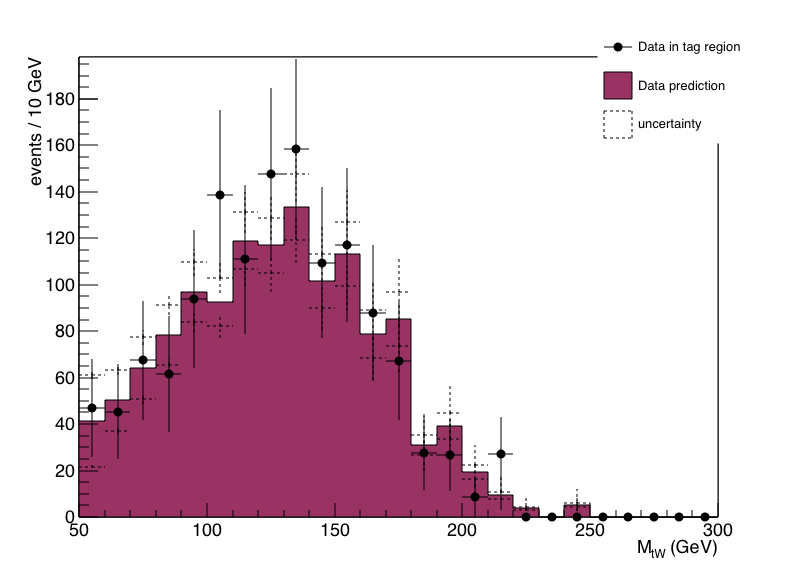 Data in tag region
Data prediction
uncertainty
events / 10 GeV
180
160
140
120
100
80
60
40
20
0
50 100 150 200 250 300
M_tW (GeV)